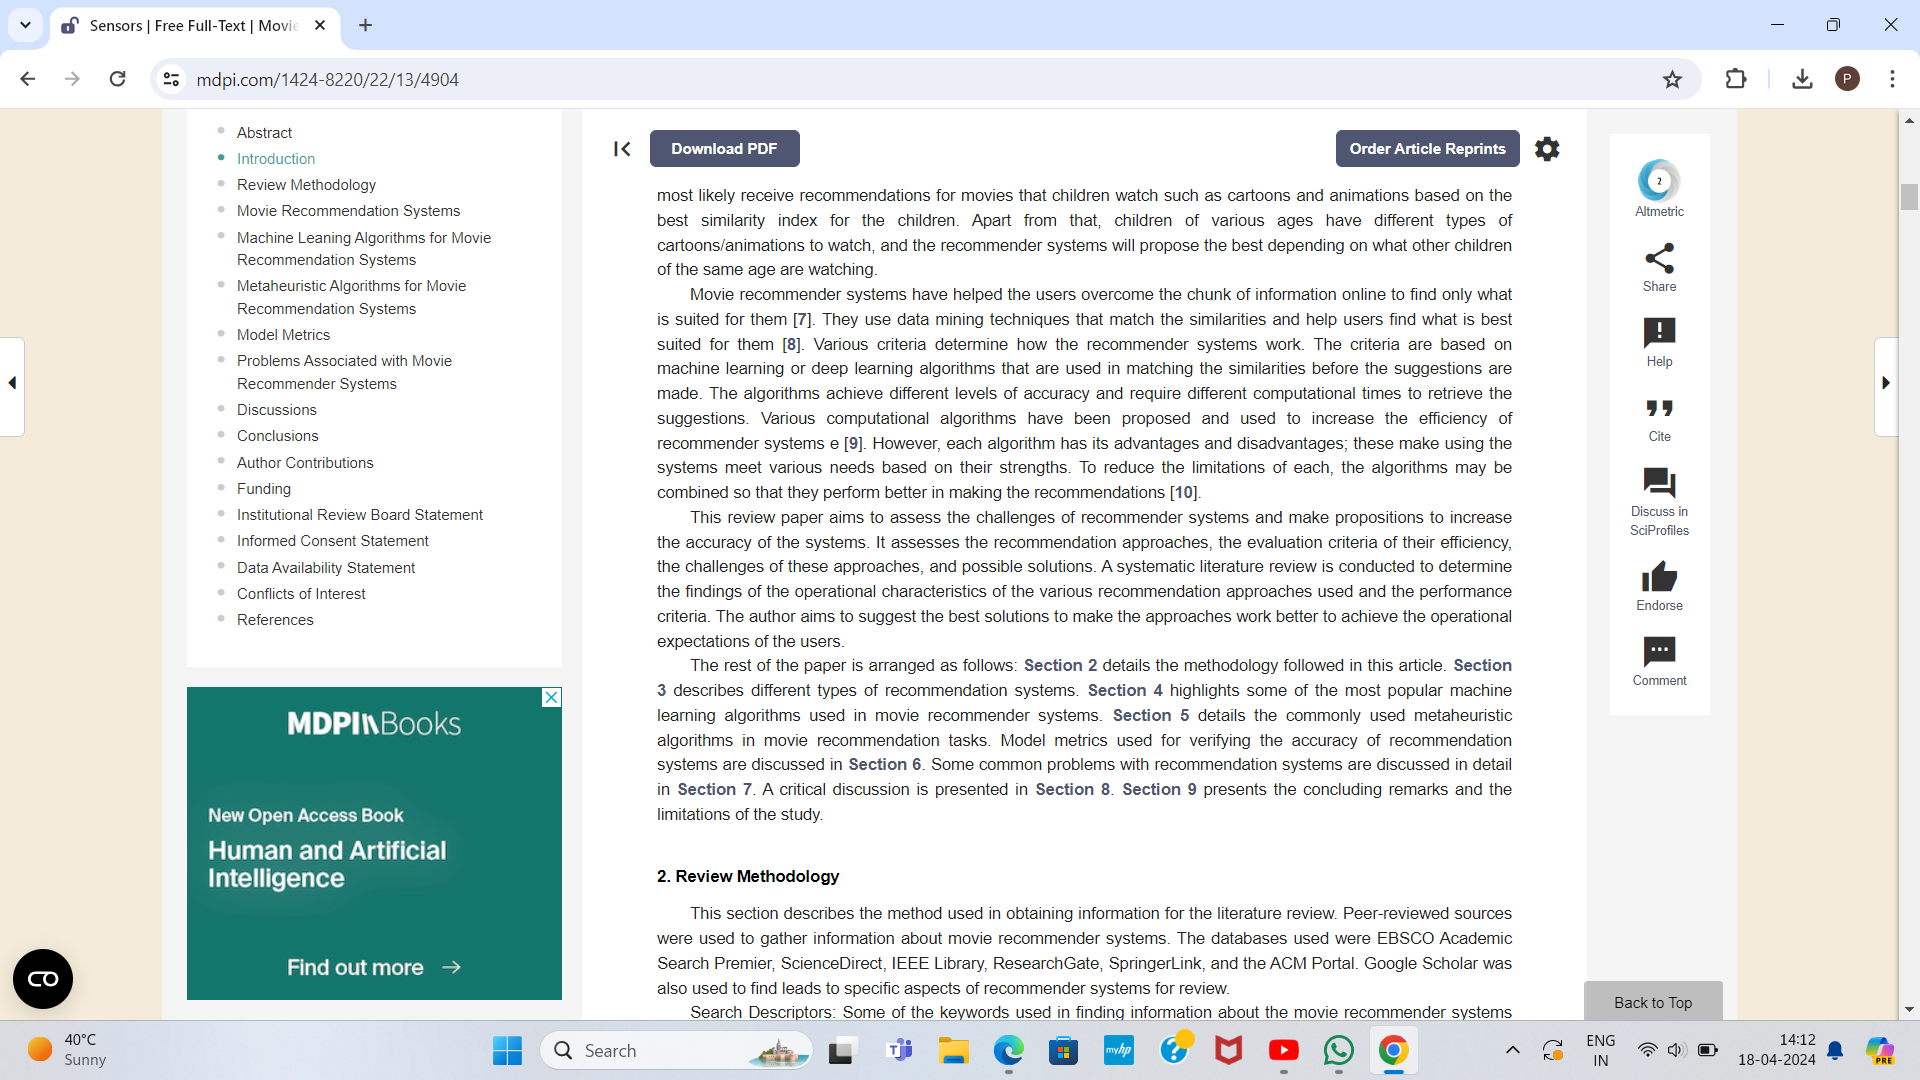 Sensors | Free Full-Text | Movie
mdpi.com/1424-8220/22/13/4904
P
Abstract
Introduction
Review Methodology
Movie Recommendation Systems
Machine Leaning Algorithms for Movie
Recommendation Systems
Metaheuristic Algorithms for Movie
Recommendation Systems
Model Metrics
Problems Associated with Movie
Recommender Systems
Discussions
Conclusions
Author Contributions
Funding
Institutional Review Board Statement
Informed Consent Statement
Data Availability Statement
Conflicts of Interest
References
MDPI Books
New Open Access Book
Human and Artificial
Intelligence
Find out more →
Download PDF
Order Article Reprints
most likely receive recommendations for movies that children watch such as cartoons and animations based on the
best similarity index for the children. Apart from that, children of various ages have different types of
cartoons/animations to watch, and the recommender systems will propose the best depending on what other children
of the same age are watching.
Movie recommender systems have helped the users overcome the chunk of information online to find only what
is suited for them [7]. They use data mining techniques that match the similarities and help users find what is best
suited for them [8]. Various criteria determine how the recommender systems work. The criteria are based on
machine learning or deep learning algorithms that are used in matching the similarities before the suggestions are
made. The algorithms achieve different levels of accuracy and require different computational times to retrieve the
suggestions. Various computational algorithms have been proposed and used to increase the efficiency of
recommender systems e [9]. However, each algorithm has its advantages and disadvantages; these make using the
systems meet various needs based on their strengths. To reduce the limitations of each, the algorithms may be
combined so that they perform better in making the recommendations [10].
This review paper aims to assess the challenges of recommender systems and make propositions to increase
the accuracy of the systems. It assesses the recommendation approaches, the evaluation criteria of their efficiency,
the challenges of these approaches, and possible solutions. A systematic literature review is conducted to determine
the findings of the operational characteristics of the various recommendation approaches used and the performance
criteria. The author aims to suggest the best solutions to make the approaches work better to achieve the operational
expectations of the users.
The rest of the paper is arranged as follows: Section 2 details the methodology followed in this article. Section
3 describes different types of recommendation systems. Section 4 highlights some of the most popular machine
learning algorithms used in movie recommender systems. Section 5 details the commonly used metaheuristic
algorithms in movie recommendation tasks. Model metrics used for verifying the accuracy of recommendation
systems are discussed in Section 6. Some common problems with recommendation systems are discussed in detail
in Section 7. A critical discussion is presented in Section 8. Section 9 presents the concluding remarks and the
limitations of the study.
2. Review Methodology
This section describes the method used in obtaining information for the literature review. Peer-reviewed sources
were used to gather information about movie recommender systems. The databases used were EBSCO Academic
Search Premier, ScienceDirect, IEEE Library, ResearchGate, SpringerLink, and the ACM Portal. Google Scholar was
also used to find leads to specific aspects of recommender systems for review.
Search Descriptors: Some of the keywords used in finding information about the movie recommender systems
2
Altmetric
Share
Help
Cite
Discuss in
SciProfiles
Endorse
Comment
Back to Top
40°C
Sunny
Search
myhp
ENG
IN
14:12
18-04-2024
PRE